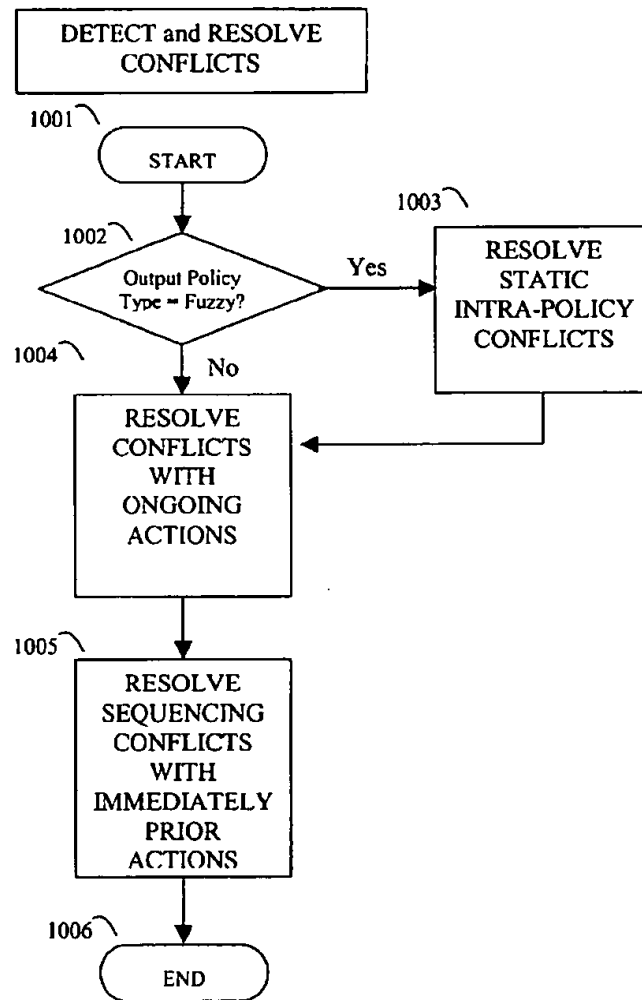 DETECT and RESOLVE
CONFLICTS
1001
START
1002
Output Policy
Type = Fuzzy?
Yes
1003
RESOLVE
STATIC
INTRA-POLICY
CONFLICTS
No
1004
RESOLVE
CONFLICTS
WITH
ONGOING
ACTIONS
1005
RESOLVE
SEQUENCING
CONFLICTS
WITH
IMMEDIATELY
PRIOR
ACTIONS
1006
END